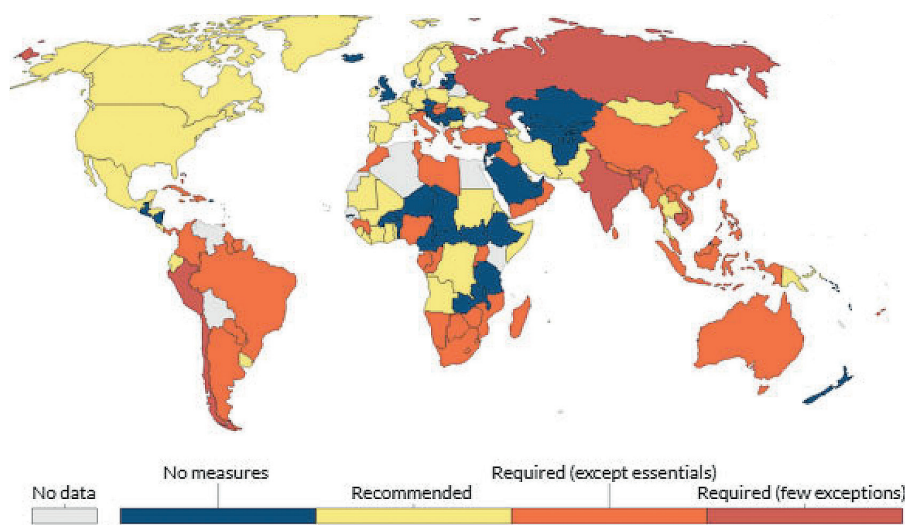 No measures
Required (except essentials)
No data
Recommended
Required (few exceptions)